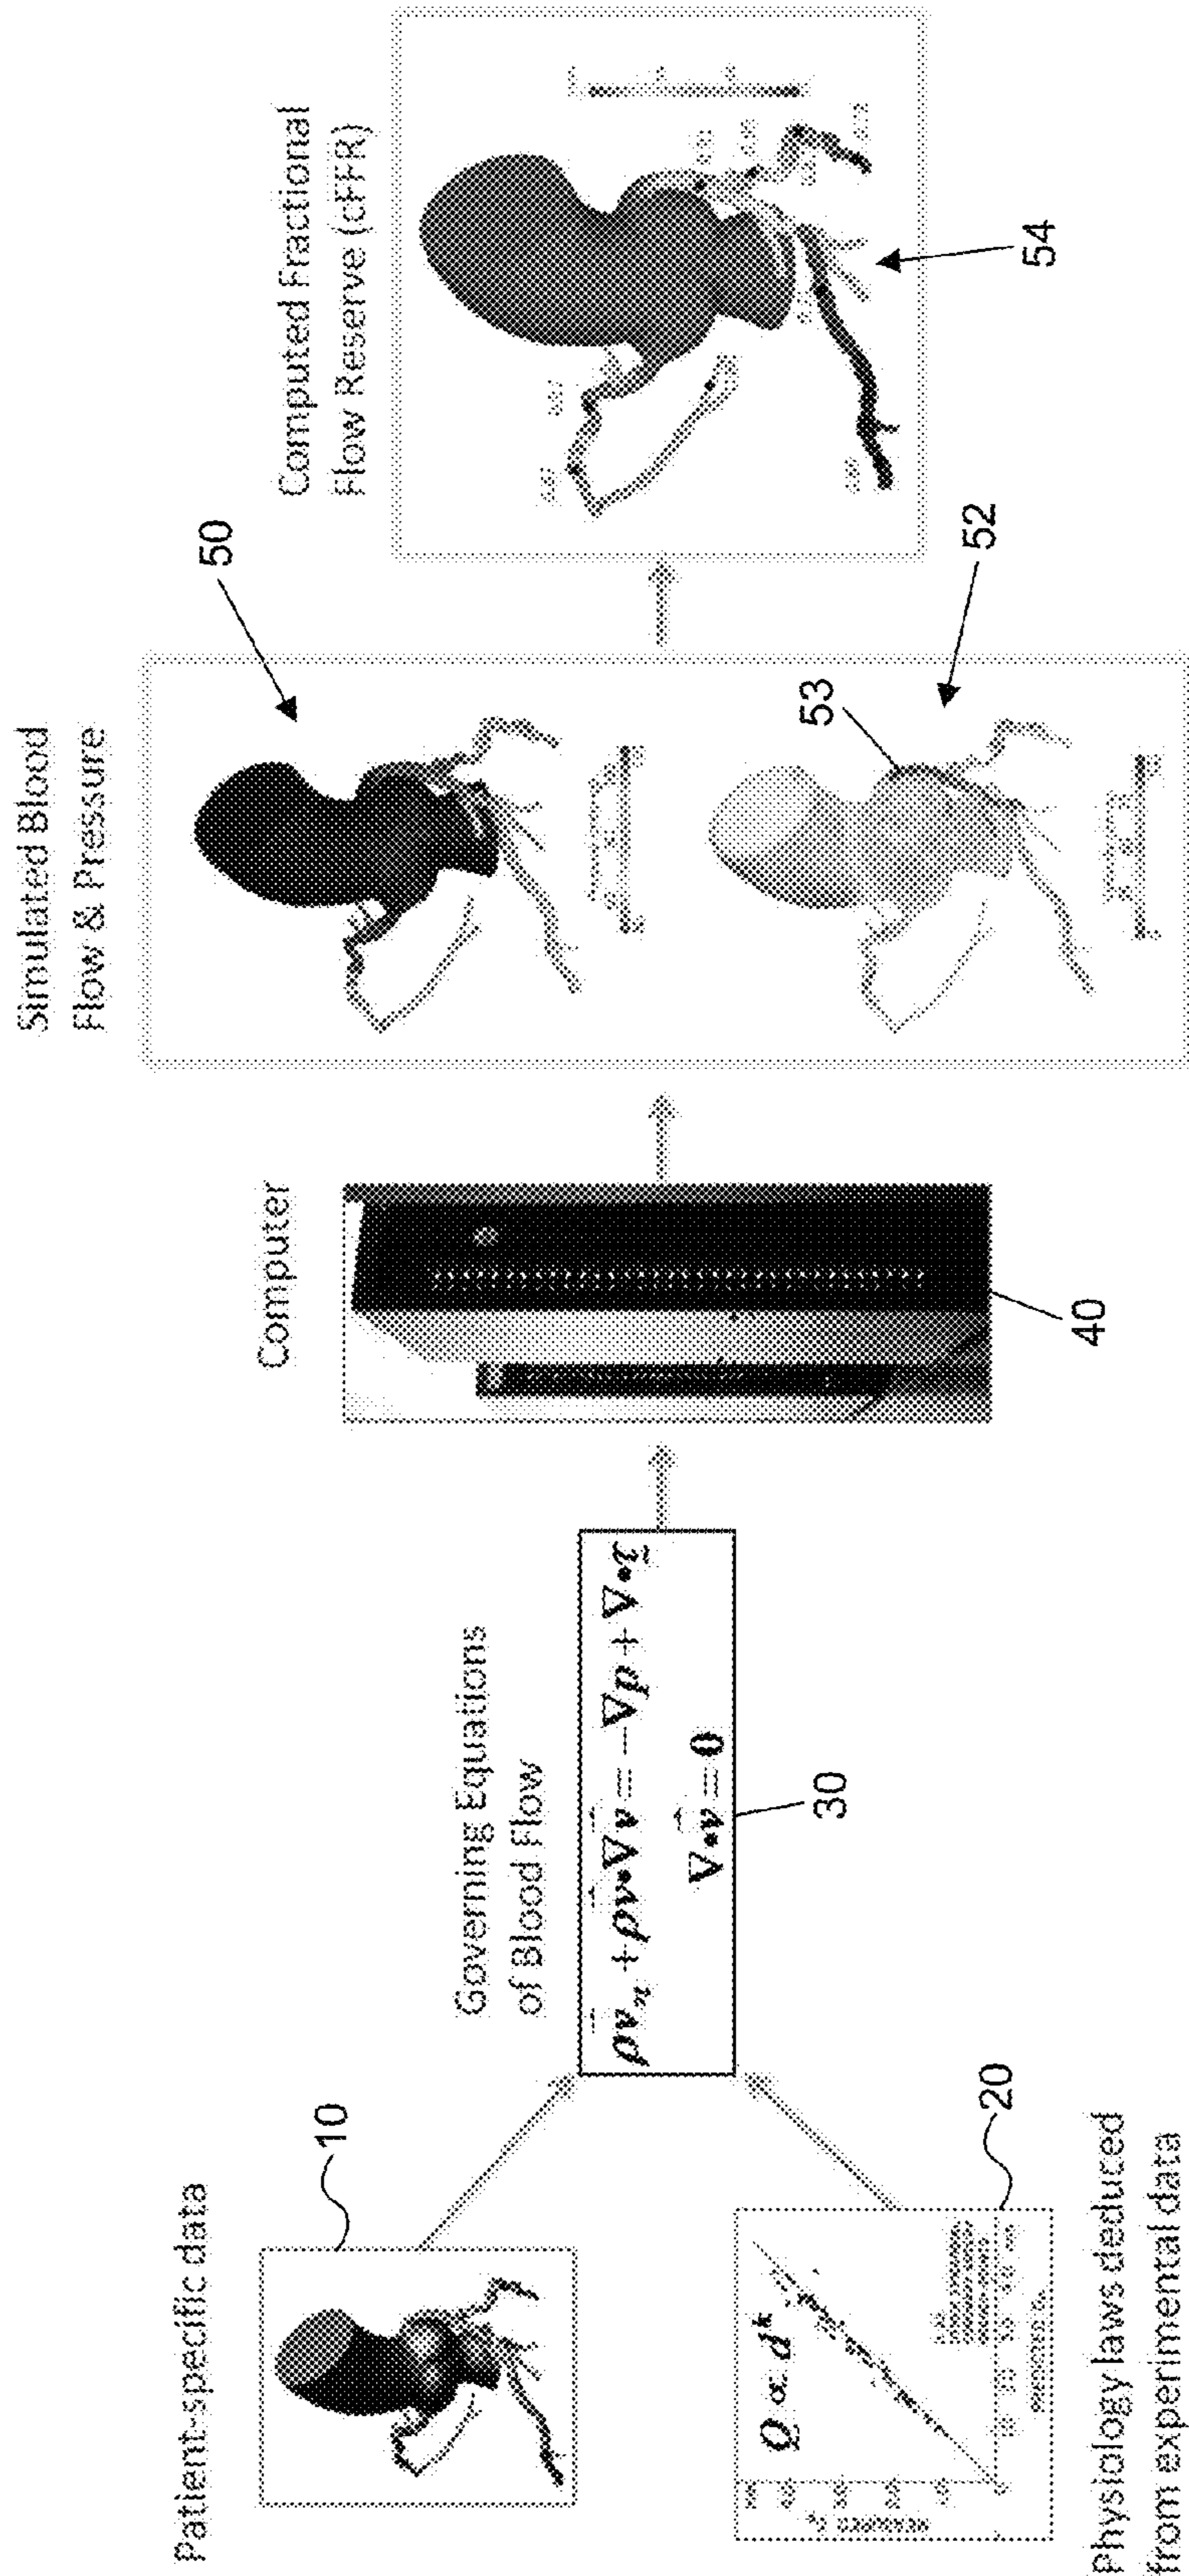 Patient-specific data
10
Q ∝ d^k
20
Physiology laws deduced
from experimental data
Governing Equations
of Blood Flow
ρv⃗,ₜ + ρv⃗•∇v⃗ = −∇p + ∇•τ̃
∇•v⃗ = 0
30
Computer
40
Simulated Blood
Flow & Pressure
50
53
52
Computed Fractional
Flow Reserve (cFFR)
54